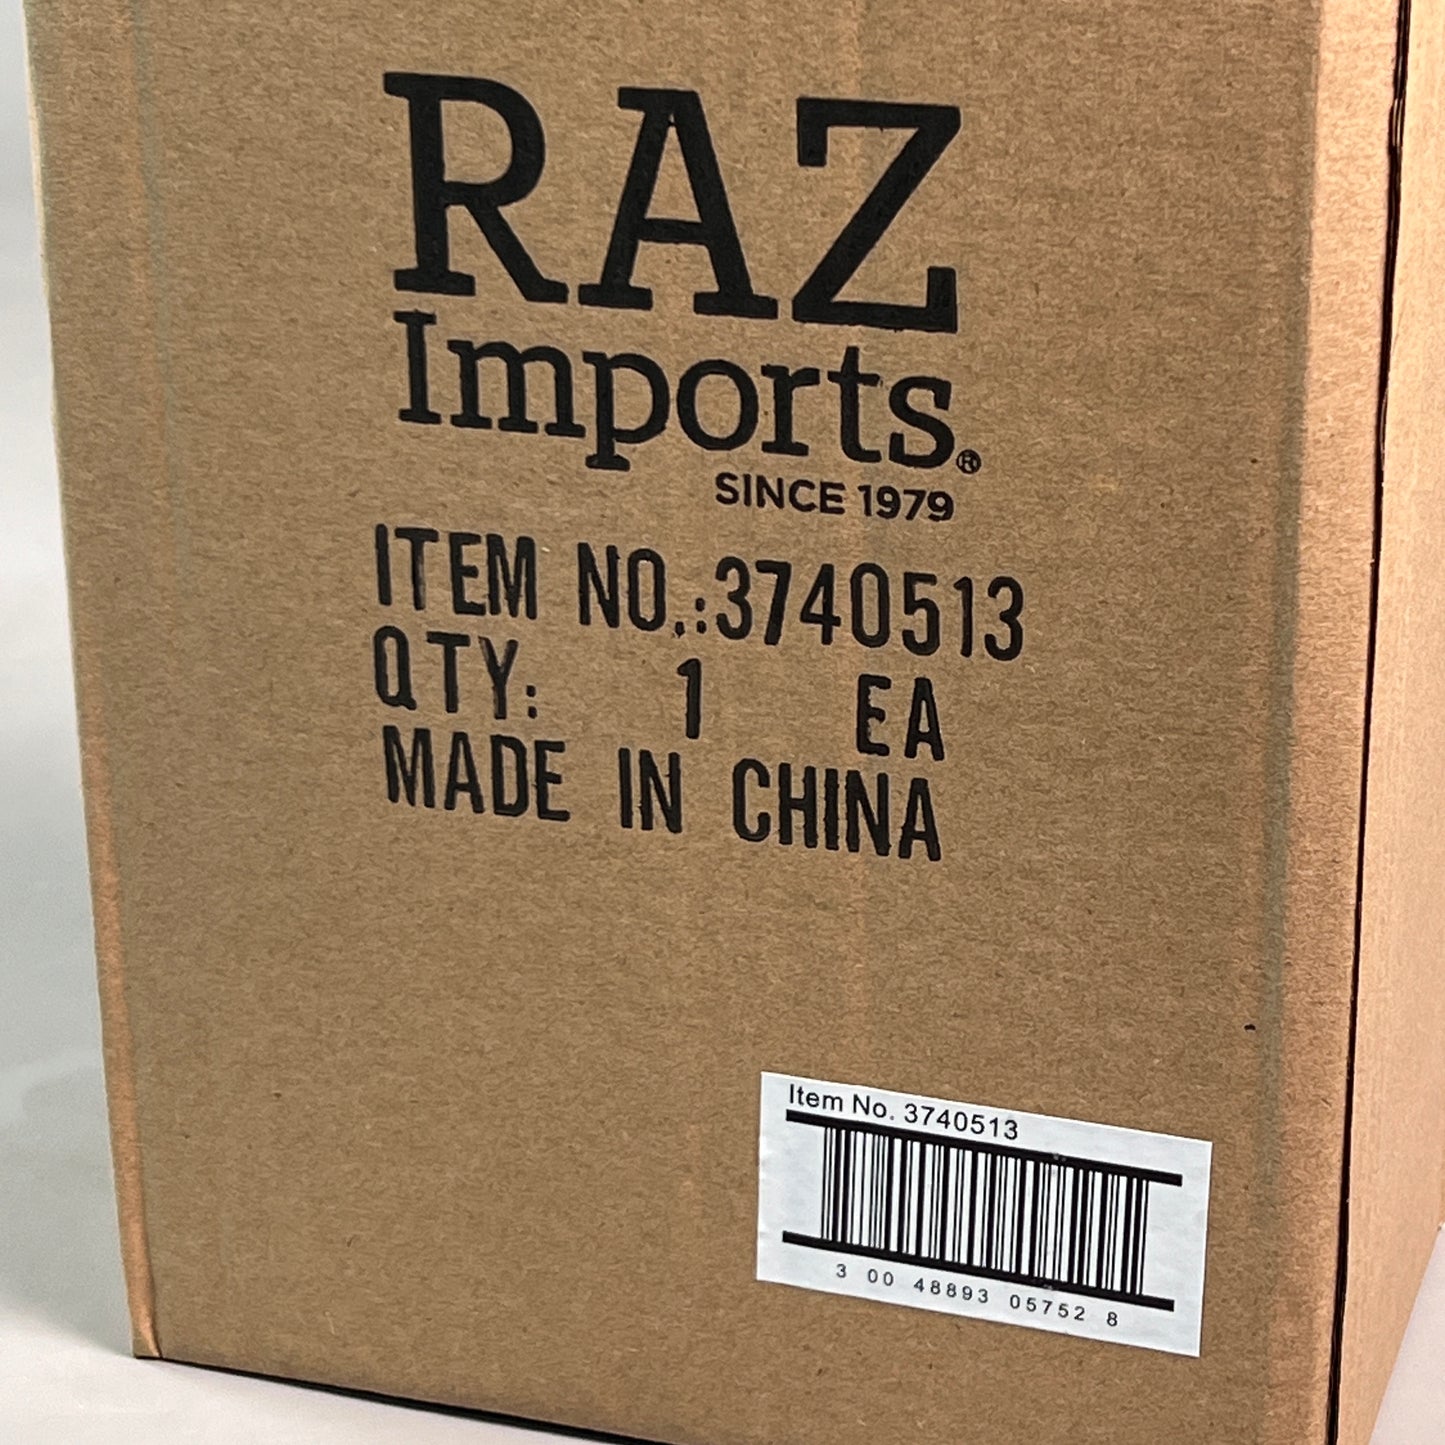 RAZ
Imports.®
SINCE 1979
ITEM NO.:3740513
QTY: 1 EA
MADE IN CHINA
Item No. 3740513
3 00 48893 05752 8